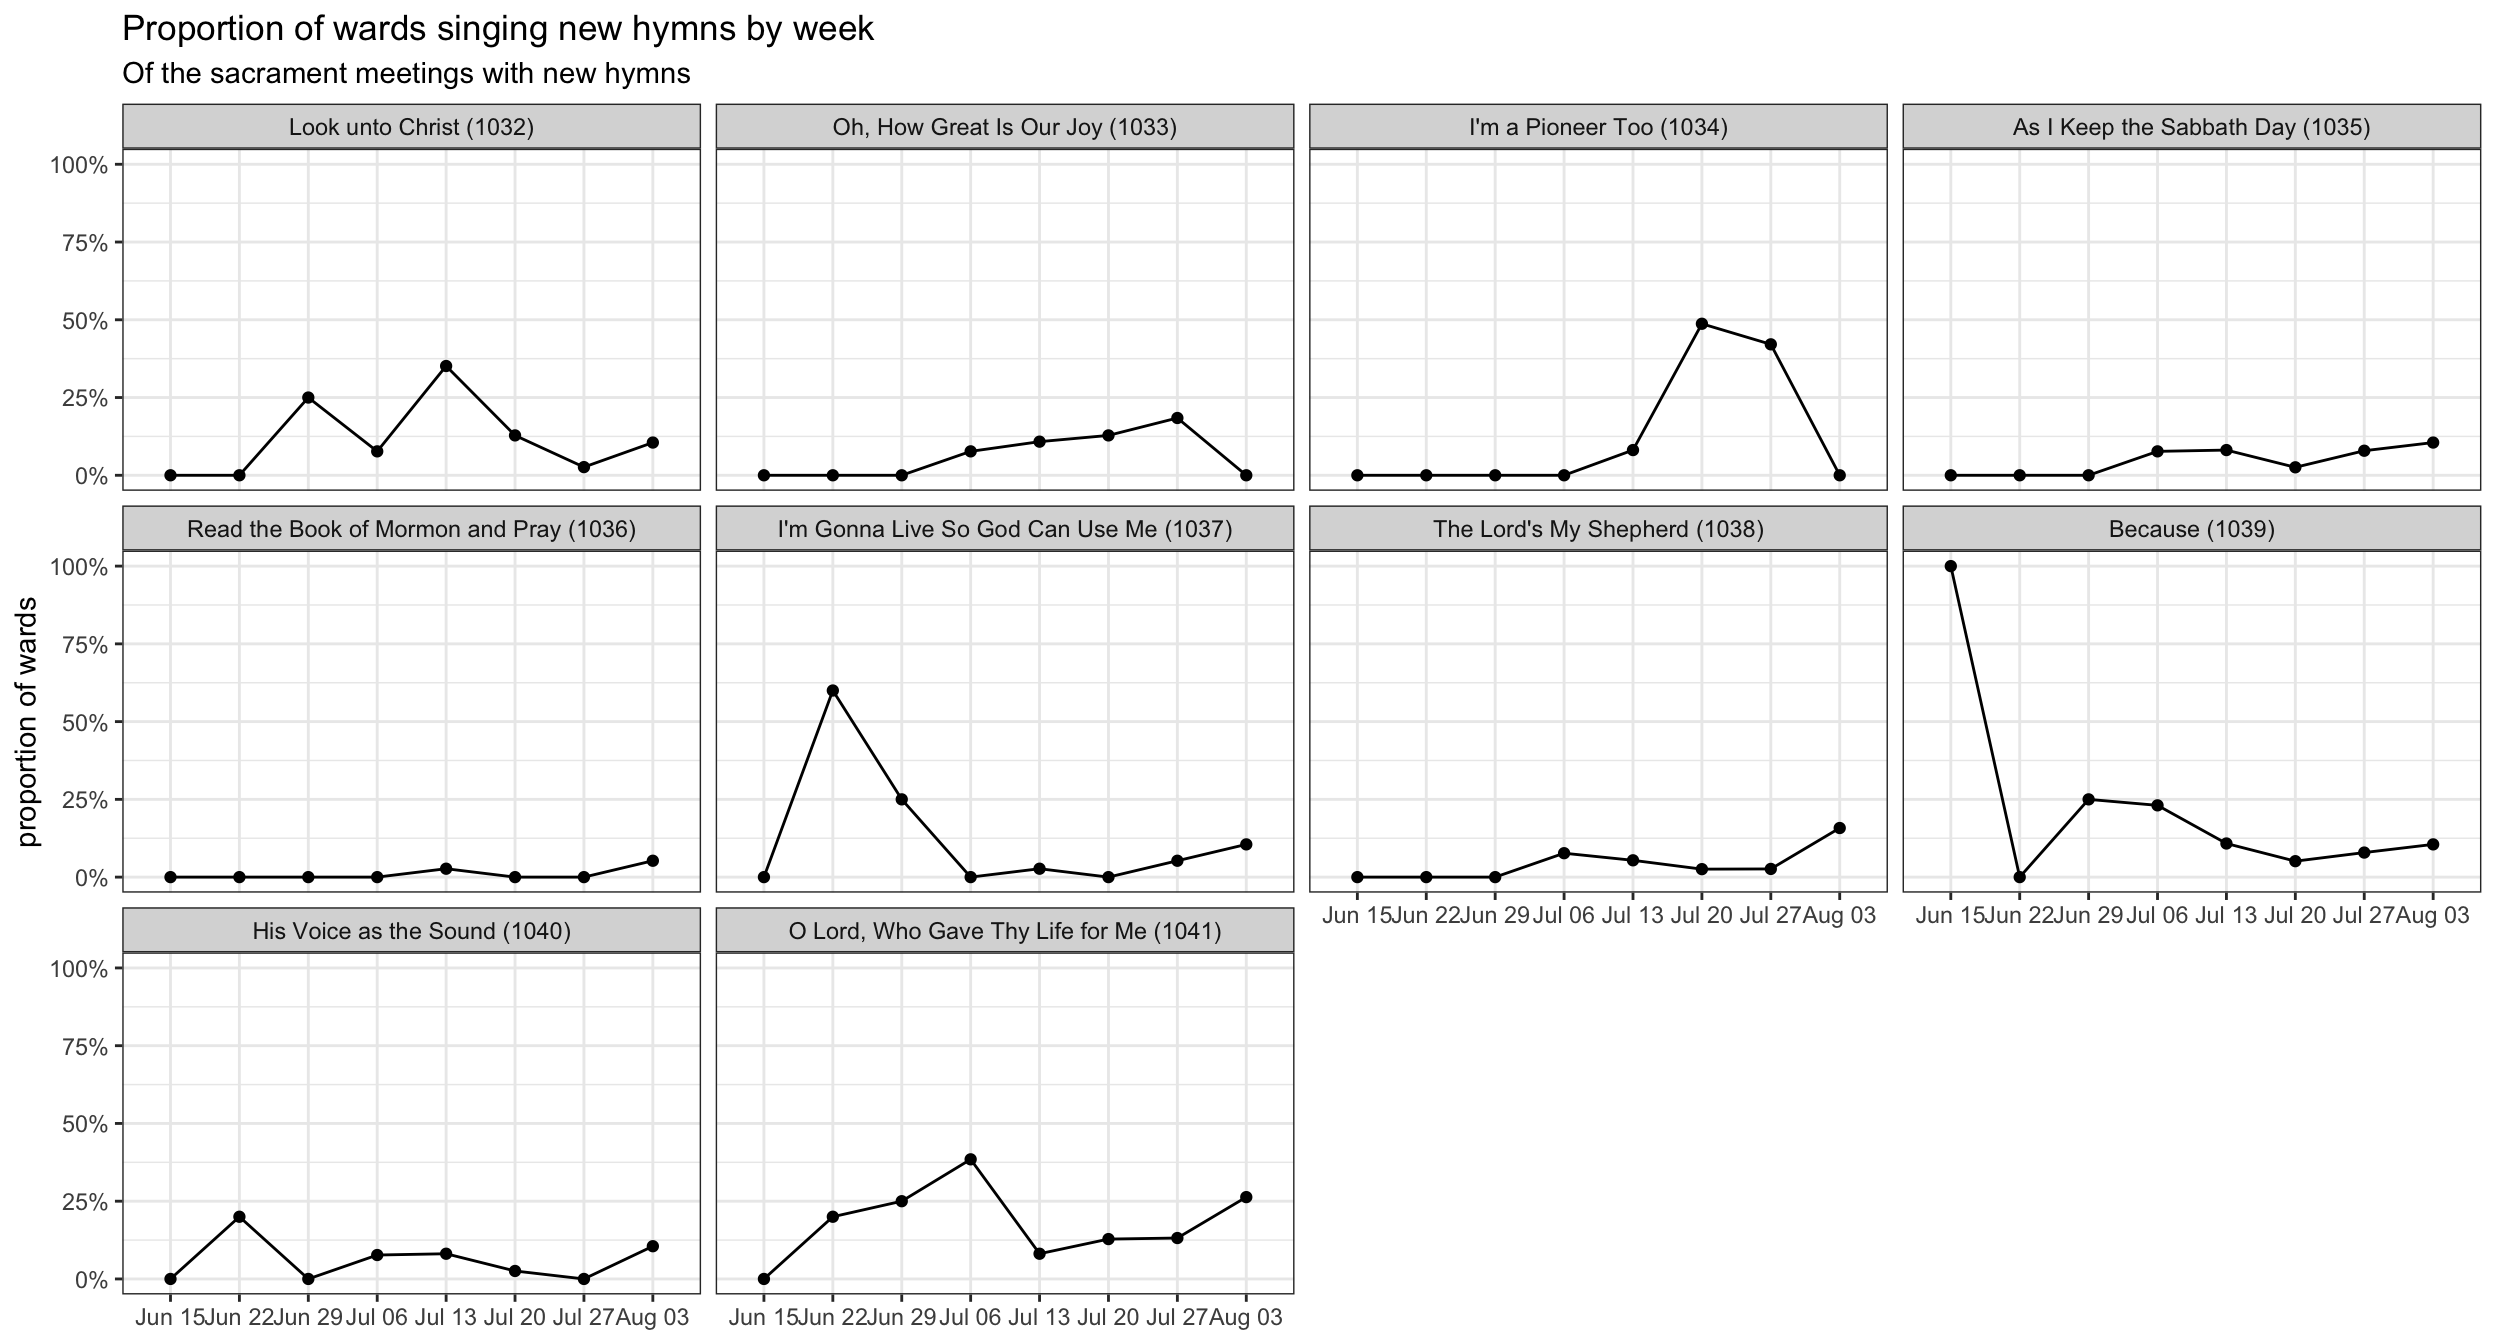 Proportion of wards singing new hymns by week
Of the sacrament meetings with new hymns
Look unto Christ (1032)
Oh, How Great Is Our Joy (1033)
I'm a Pioneer Too (1034)
As I Keep the Sabbath Day (1035)
100%
75%
50%
25%
0%
Read the Book of Mormon and Pray (1036)
I'm Gonna Live So God Can Use Me (1037)
The Lord's My Shepherd (1038)
Because (1039)
proportion of wards
100%
75%
50%
25%
0%
Jun 15 Jun 22 Jun 29 Jul 06 Jul 13 Jul 20 Jul 27 Aug 03
Jun 15 Jun 22 Jun 29 Jul 06 Jul 13 Jul 20 Jul 27 Aug 03
His Voice as the Sound (1040)
O Lord, Who Gave Thy Life for Me (1041)
100%
75%
50%
25%
0%
Jun 15 Jun 22 Jun 29 Jul 06 Jul 13 Jul 20 Jul 27 Aug 03
Jun 15 Jun 22 Jun 29 Jul 06 Jul 13 Jul 20 Jul 27 Aug 03